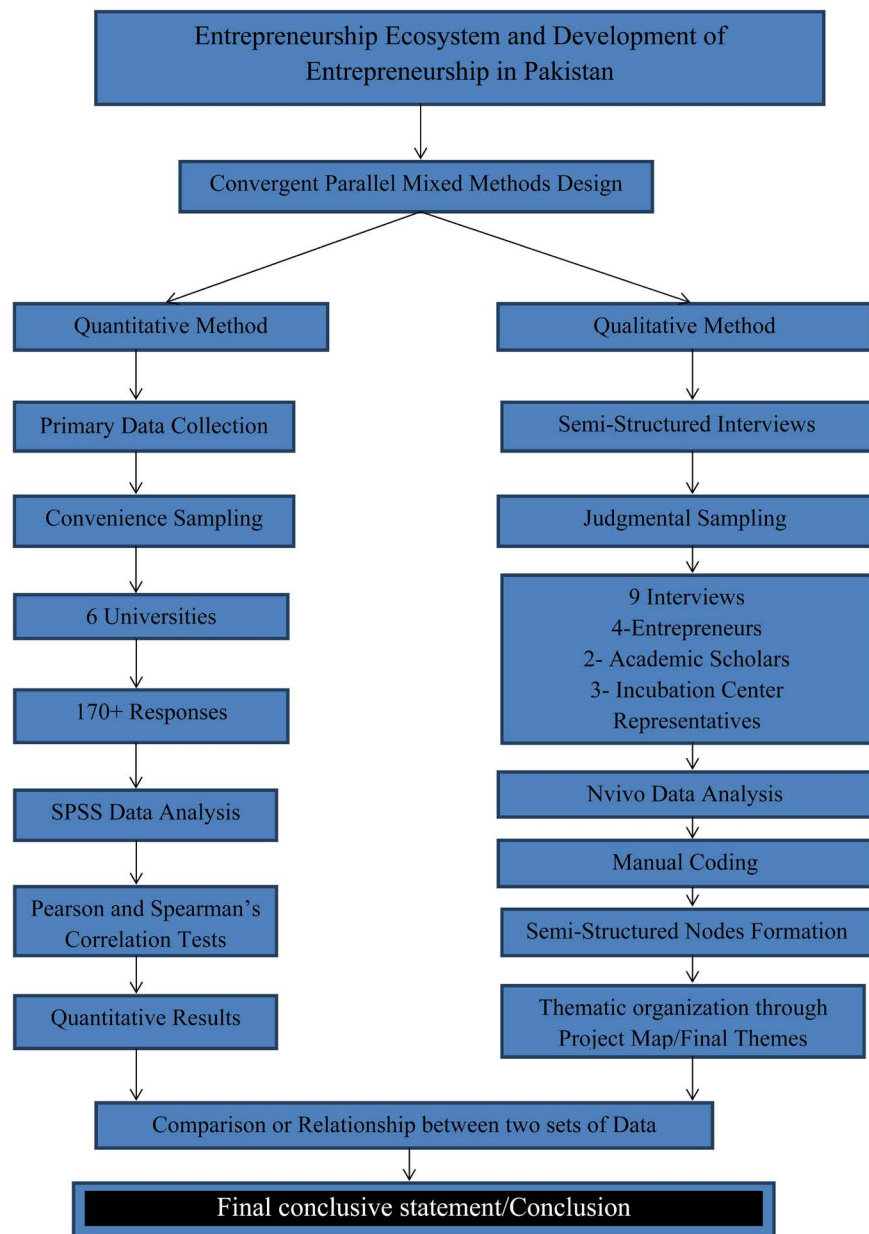 Entrepreneurship Ecosystem and Development of
Entrepreneurship in Pakistan
Convergent Parallel Mixed Methods Design
Quantitative Method
Primary Data Collection
Convenience Sampling
6 Universities
170+ Responses
SPSS Data Analysis
Pearson and Spearman’s
Correlation Tests
Quantitative Results
Qualitative Method
Semi-Structured Interviews
Judgmental Sampling
9 Interviews
4-Entrepreneurs
2- Academic Scholars
3- Incubation Center
Representatives
Nvivo Data Analysis
Manual Coding
Semi-Structured Nodes Formation
Thematic organization through
Project Map/Final Themes
Comparison or Relationship between two sets of Data
Final conclusive statement/Conclusion